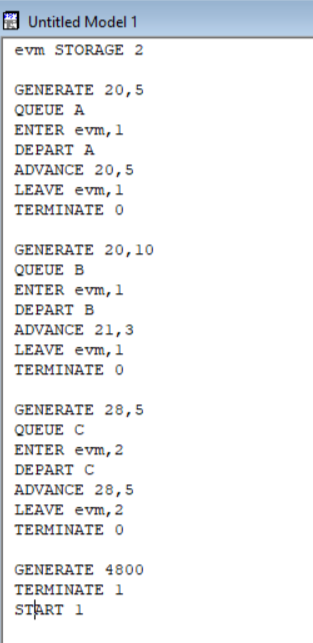 Untitled Model 1
evm STORAGE 2
GENERATE 20,5
QUEUE A
ENTER evm,1
DEPART A
ADVANCE 20,5
LEAVE evm,1
TERMINATE 0
GENERATE 20,10
QUEUE B
ENTER evm,1
DEPART B
ADVANCE 21,3
LEAVE evm,1
TERMINATE 0
GENERATE 28,5
QUEUE C
ENTER evm,2
DEPART C
ADVANCE 28,5
LEAVE evm,2
TERMINATE 0
GENERATE 4800
TERMINATE 1
START 1